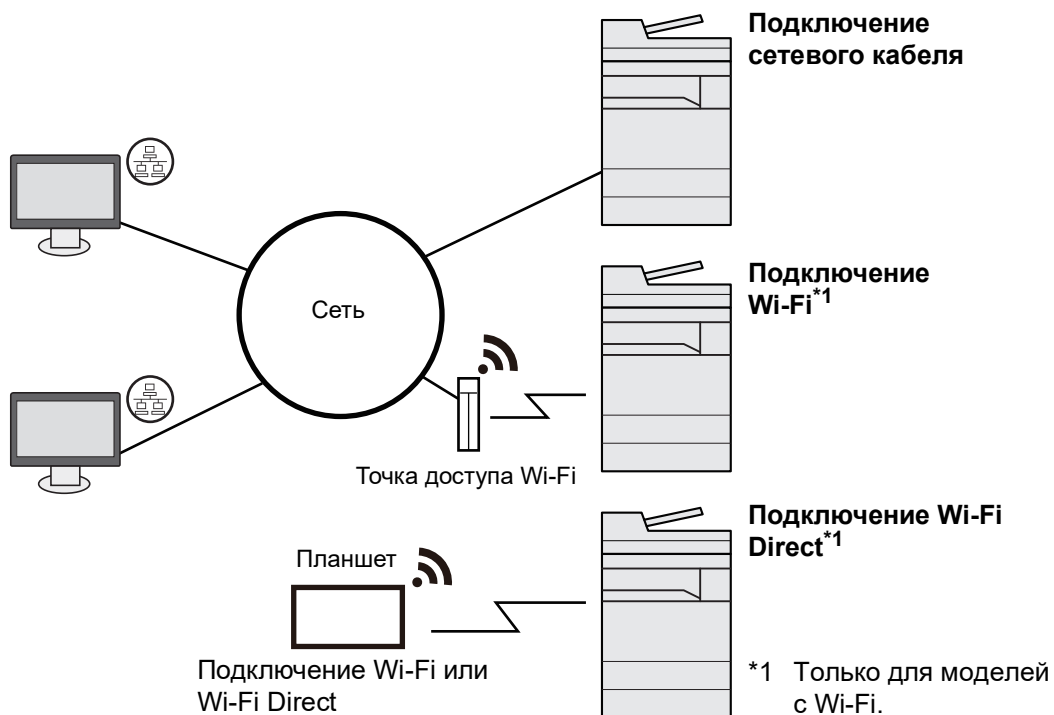 Подключение
сетевого кабеля
Сеть
Подключение
Wi-Fi*1
Точка доступа Wi-Fi
Подключение Wi-Fi
Direct*1
Планшет
Подключение Wi-Fi или
Wi-Fi Direct
*1 Только для моделей
с Wi-Fi.